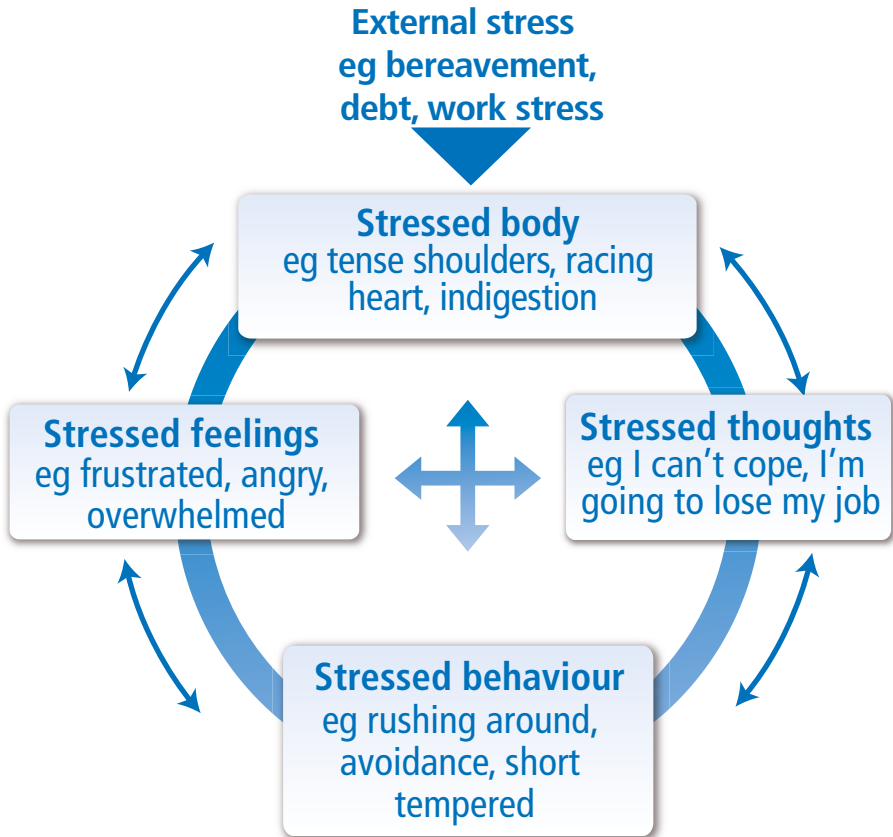 External stress
eg bereavement,
debt, work stress
Stressed body
eg tense shoulders, racing
heart, indigestion
Stressed feelings
eg frustrated, angry,
overwhelmed
Stressed thoughts
eg I can’t cope, I’m
going to lose my job
Stressed behaviour
eg rushing around,
avoidance, short
tempered